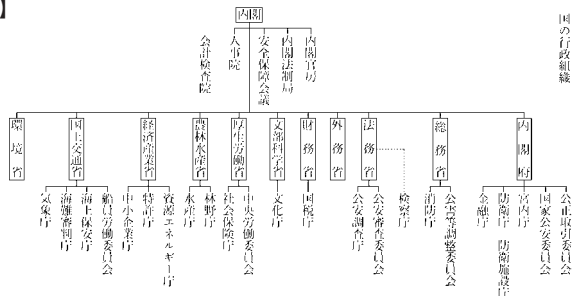 】
国の行政組織
内閣
内閣官房
内閣法制局
安全保障会議
人事院
会計検査院
内閣府
総務省
法務省
外務省
財務省
文部科学省
厚生労働省
農林水産省
経済産業省
国土交通省
環境省
公正取引委員会
国家公安委員会
防衛庁 防衛施設庁
宮内庁
金融庁
公害等調整委員会
消防庁
検察庁
公安審査委員会
公安調査庁
国税庁
文化庁
中央労働委員会
社会保険庁
林野庁
水産庁
資源エネルギー庁
特許庁
中小企業庁
船員労働委員会
海上保安庁
海難審判庁
気象庁